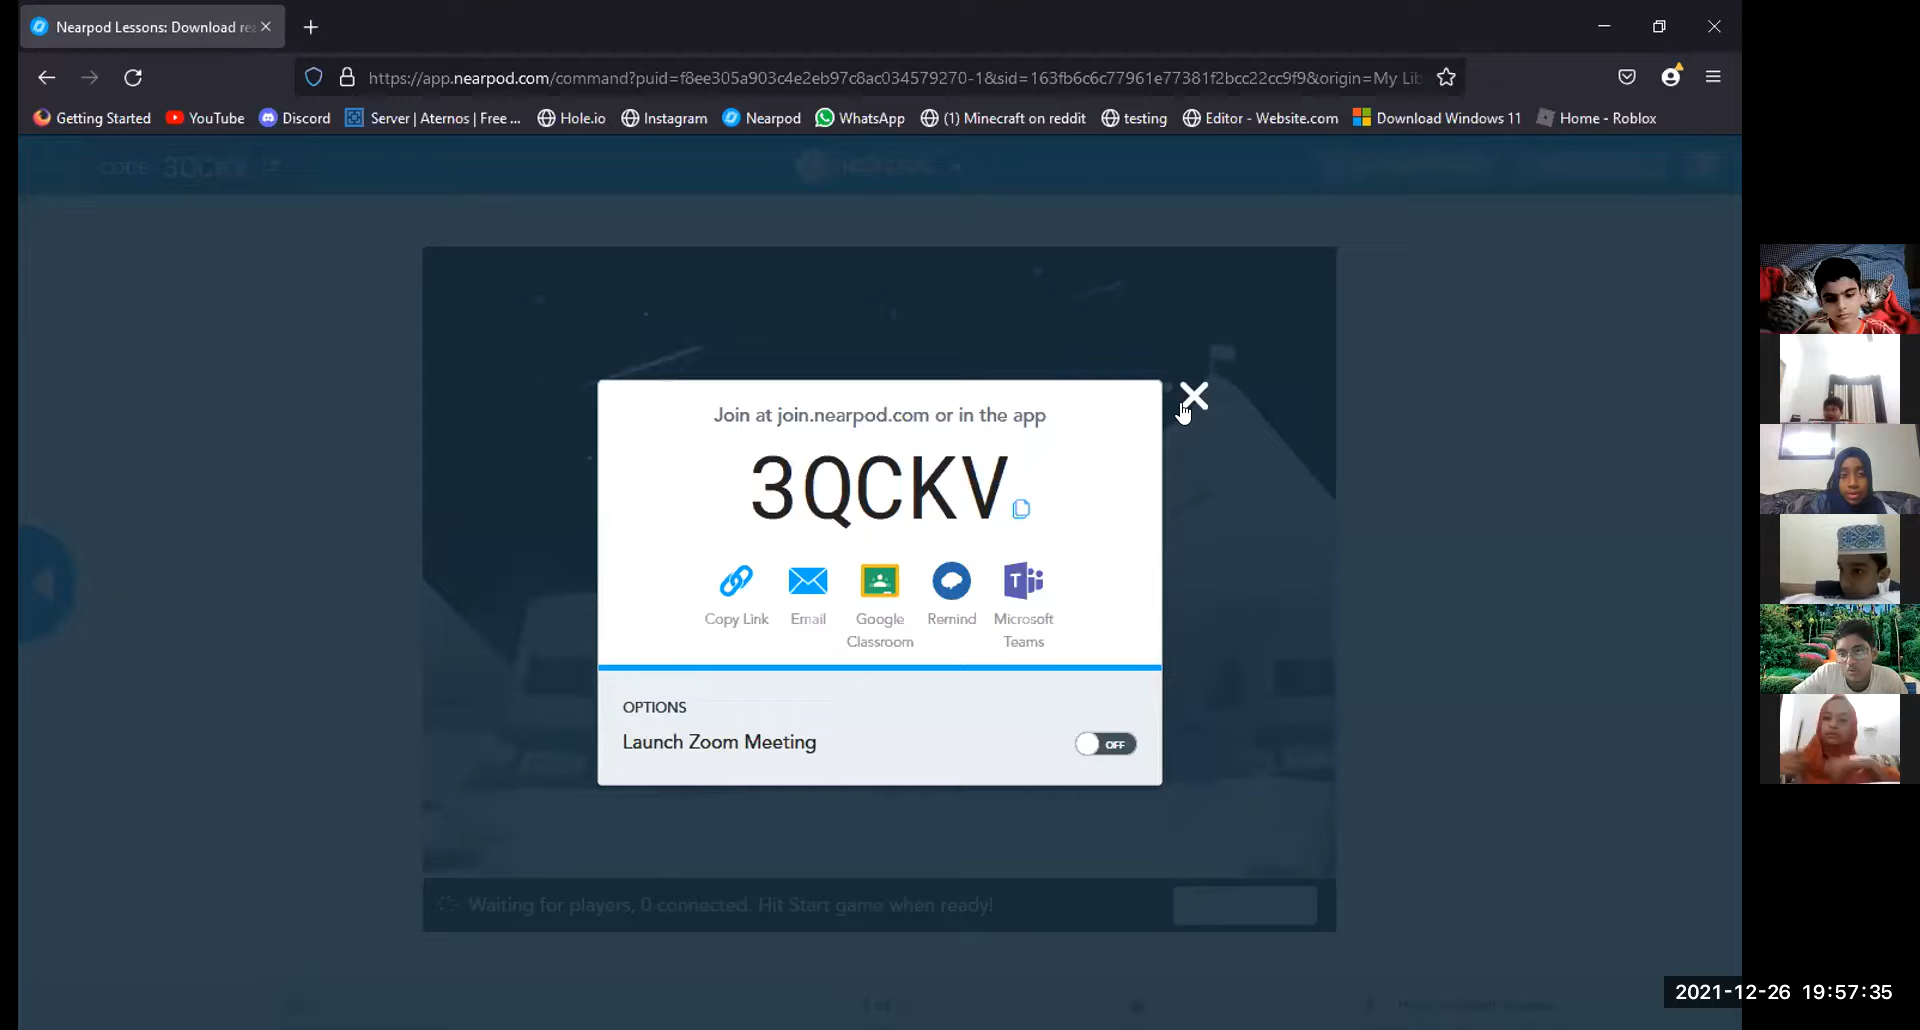 Nearpod Lessons: Download re
https://app.nearpod.com/command?puid=f8ee305a903c4e2eb97c8ac034579270-1&sid=163fb6c6c77961e77381f2bcc22cc9f9&origin=My Lib
Getting Started YouTube Discord Server | Aternos | Free ... Hole.io Instagram Nearpod WhatsApp (1) Minecraft on reddit testing Editor - Website.com Download Windows 11 Home - Roblox
CODE: 3QCKV
Join at join.nearpod.com or in the app
3QCKV
Copy Link Email Google Classroom Remind Microsoft Teams
OPTIONS
Launch Zoom Meeting OFF
Waiting for players, 0 connected. Hit Start game when ready!
2021-12-26 19:57:35